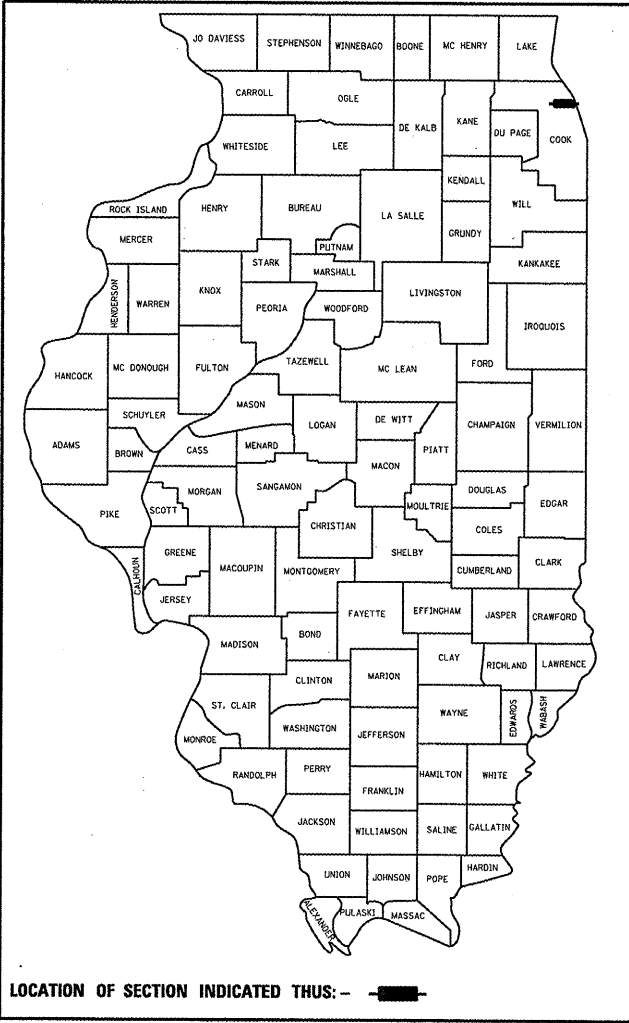 JO DAVIESS STEPHENSON WINNEBAGO BOONE MC HENRY LAKE
CARROLL OGLE
DE KALB KANE DU PAGE COOK
WHITESIDE LEE
KENDALL
ROCK ISLAND HENRY BUREAU LA SALLE WILL
MERCER PUTNAM GRUNDY
STARK MARSHALL KANKAKEE
HENDERSON WARREN KNOX PEORIA WOODFORD LIVINGSTON
IROQUOIS
HANCOCK MC DONOUGH FULTON TAZEWELL MC LEAN FORD
MASON
SCHUYLER LOGAN DE WITT CHAMPAIGN VERMILION
ADAMS BROWN CASS MENARD PIATT
MACON
PIKE SCOTT MORGAN SANGAMON MOULTRIE DOUGLAS EDGAR
CHRISTIAN COLES
CALHOUN GREENE MACOUPIN MONTGOMERY SHELBY CUMBERLAND CLARK
JERSEY FAYETTE EFFINGHAM JASPER CRAWFORD
MADISON BOND
CLINTON MARION CLAY RICHLAND LAWRENCE
ST. CLAIR WAYNE EDWARDS WABASH
MONROE WASHINGTON JEFFERSON
RANDOLPH PERRY FRANKLIN HAMILTON WHITE
JACKSON WILLIAMSON SALINE GALLATIN
UNION JOHNSON POPE HARDIN
ALEXANDER PULASKI MASSAC
LOCATION OF SECTION INDICATED THUS:–